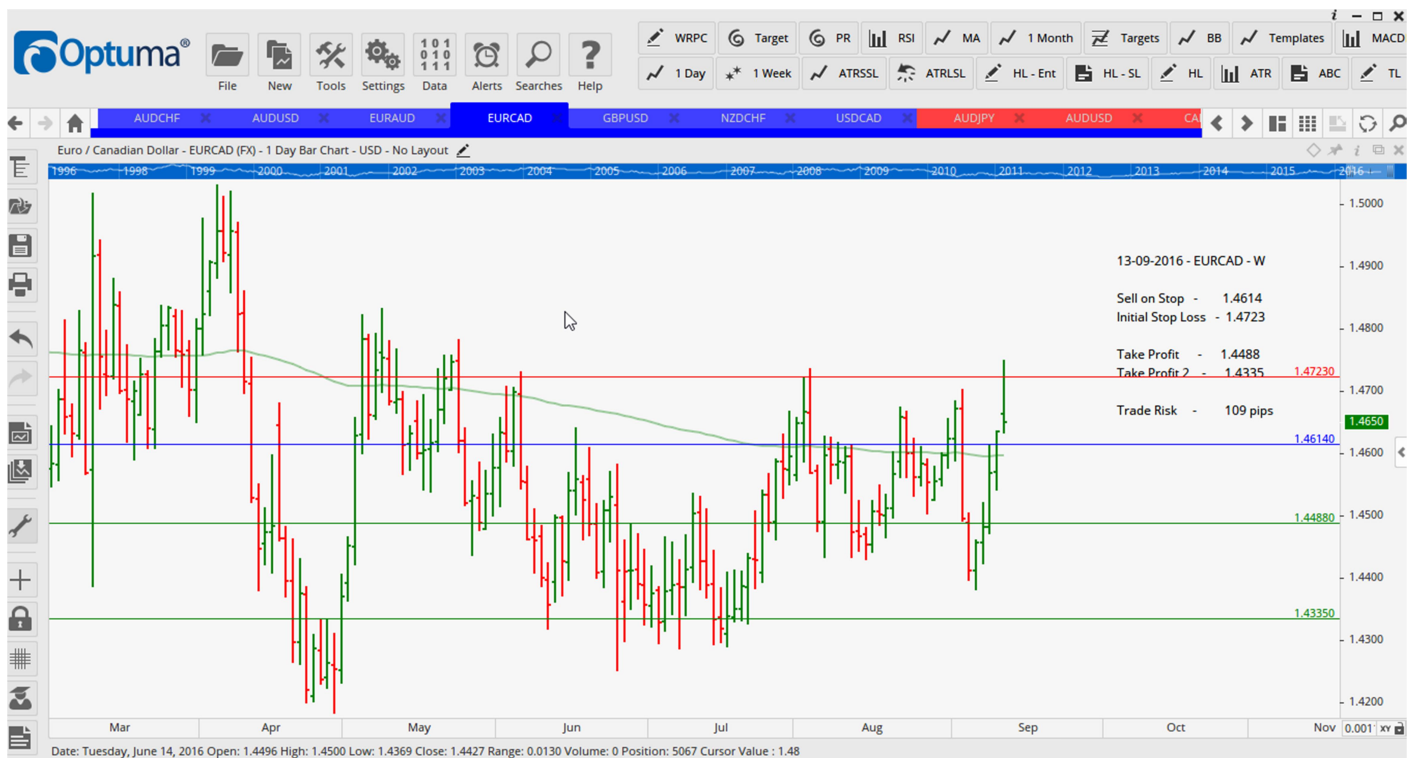 i
Optuma®
File New Tools Settings Data Alerts Searches Help
101
010
111
WRPC Target PR RSI MA 1 Month Targets BB Templates MACD
1 Day 1 Week ATRSSL ATRLSL HL - Ent HL - SL HL ATR ABC TL
AUDCHF AUDUSD EURAUD EURCAD GBPUSD NZDCHF USDCAD AUDJPY AUDUSD CAI
Euro / Canadian Dollar - EURCAD (FX) - 1 Day Bar Chart - USD - No Layout
1996 1998 1999 2000 2001 2002 2003 2004 2005 2006 2007 2008 2009 2010 2011 2012 2013 2014 2015 2016
1.5000
13-09-2016 - EURCAD - W
1.4900
Sell on Stop - 1.4614
Initial Stop Loss - 1.4723
1.4800
Take Profit - 1.4488
Take Profit 2 - 1.4335
1.47230
1.4700
Trade Risk - 109 pips
1.4650
1.46140
1.4600
1.44880
1.4500
1.4400
1.43350
1.4300
1.4200
Mar Apr May Jun Jul Aug Sep Oct Nov
0.001 XY
Date: Tuesday, June 14, 2016 Open: 1.4496 High: 1.4500 Low: 1.4369 Close: 1.4427 Range: 0.0130 Volume: 0 Position: 5067 Cursor Value : 1.48